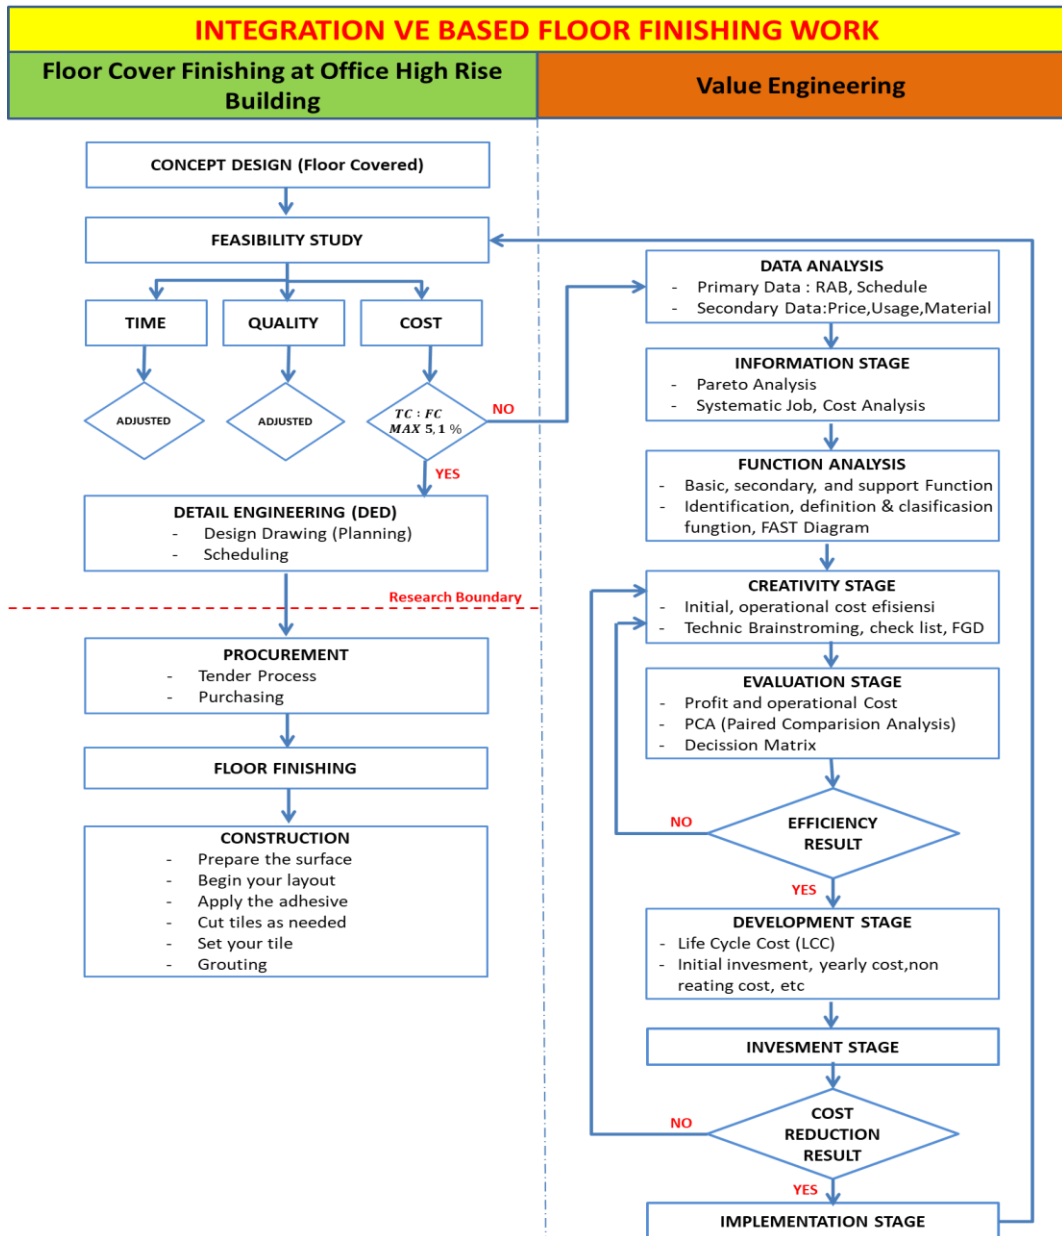 INTEGRATION VE BASED FLOOR FINISHING WORK
Floor Cover Finishing at Office High Rise
Building
Value Engineering
CONCEPT DESIGN (Floor Covered)
FEASIBILITY STUDY
TIME
QUALITY
COST
ADJUSTED
ADJUSTED
TC : FC
MAX 5, 1 %
NO
YES
DETAIL ENGINEERING (DED)
- Design Drawing (Planning)
- Scheduling
Research Boundary
PROCUREMENT
- Tender Process
- Purchasing
FLOOR FINISHING
CONSTRUCTION
- Prepare the surface
- Begin your layout
- Apply the adhesive
- Cut tiles as needed
- Set your tile
- Grouting
DATA ANALYSIS
- Primary Data : RAB, Schedule
- Secondary Data:Price,Usage,Material
INFORMATION STAGE
- Pareto Analysis
- Systematic Job, Cost Analysis
FUNCTION ANALYSIS
- Basic, secondary, and support Function
- Identification, definition & clasificasion
fungtion, FAST Diagram
CREATIVITY STAGE
- Initial, operational cost efisiensi
- Technic Brainstroming, check list, FGD
EVALUATION STAGE
- Profit and operational Cost
- PCA (Paired Comparision Analysis)
- Decission Matrix
NO
EFFICIENCY
RESULT
YES
DEVELOPMENT STAGE
- Life Cycle Cost (LCC)
- Initial invesment, yearly cost,non
reating cost, etc
INVESMENT STAGE
NO
COST
REDUCTION
RESULT
YES
IMPLEMENTATION STAGE